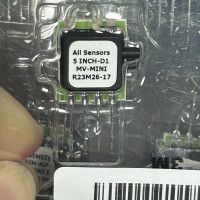 All Sensors
5 INCH-D1
MV-MINI
R23M26-17